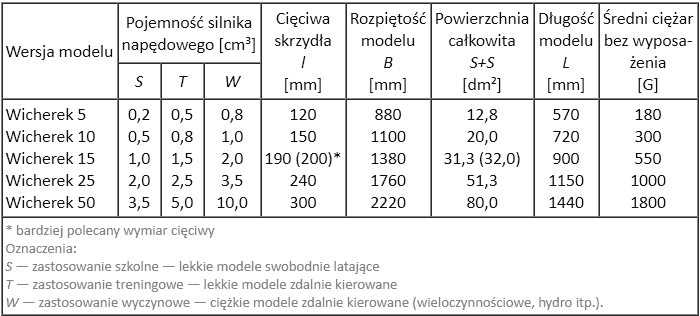 Wersja modelu | Pojemność silnika napędowego [cm³] | Cięciwa skrzydła l [mm] | Rozpiętość modelu B [mm] | Powierzchnia całkowita S+S [dm²] | Długość modelu L [mm] | Średni ciężar bez wyposa-żenia [G]
S | T | W
Wicherek 5 | 0,2 | 0,5 | 0,8 | 120 | 880 | 12,8 | 570 | 180
Wicherek 10 | 0,5 | 0,8 | 1,0 | 150 | 1100 | 20,0 | 720 | 300
Wicherek 15 | 1,0 | 1,5 | 2,0 | 190 (200)* | 1380 | 31,3 (32,0) | 900 | 550
Wicherek 25 | 2,0 | 2,5 | 3,5 | 240 | 1760 | 51,3 | 1150 | 1000
Wicherek 50 | 3,5 | 5,0 | 10,0 | 300 | 2220 | 80,0 | 1440 | 1800
* bardziej polecany wymiar cięciwy
Oznaczenia:
S — zastosowanie szkolne — lekkie modele swobodnie latające
T — zastosowanie treningowe — lekkie modele zdalnie kierowane
W — zastosowanie wyczynowe — ciężkie modele zdalnie kierowane (wieloczynnościowe, hydro itp.).